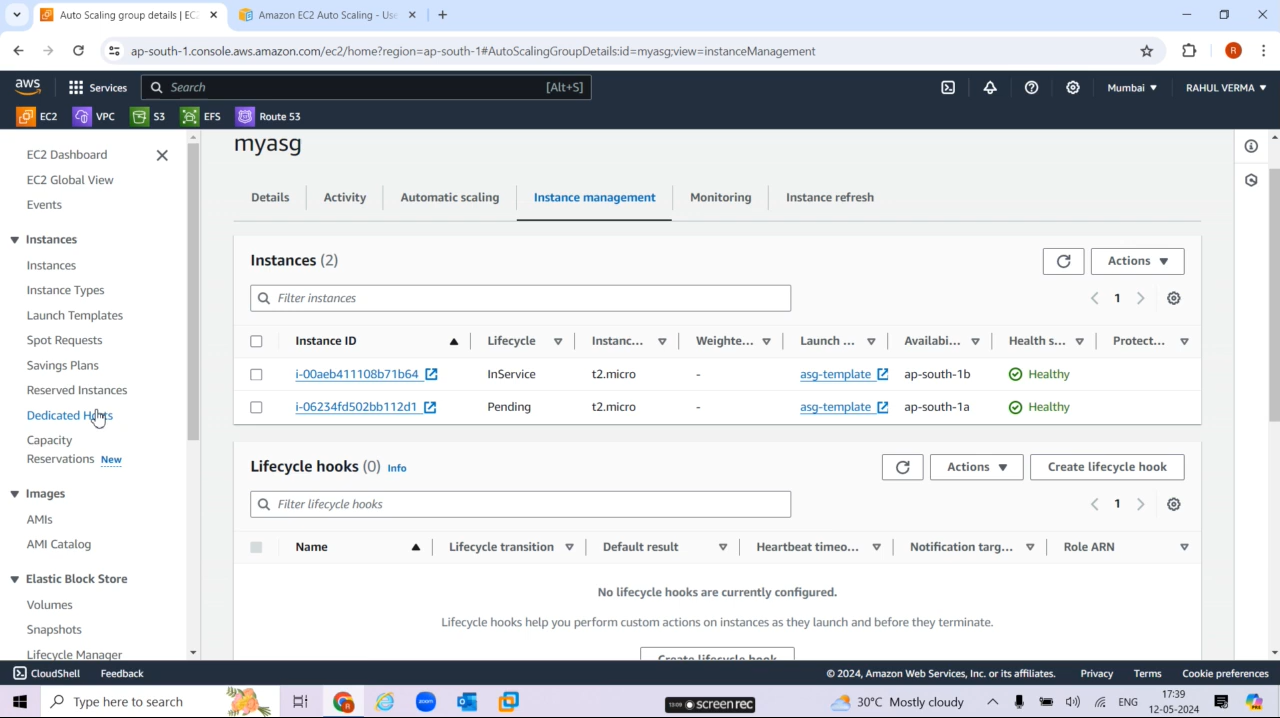 Auto Scaling group details | EC
Amazon EC2 Auto Scaling - Use
ap-south-1.console.aws.amazon.com/ec2/home?region=ap-south-1#AutoScalingGroupDetails:id=myasg;view=instanceManagement
R
aws
Services
Search
[Alt+S]
Mumbai
RAHUL VERMA
EC2
VPC
S3
EFS
Route 53
EC2 Dashboard
EC2 Global View
Events
Instances
Instances
Instance Types
Launch Templates
Spot Requests
Savings Plans
Reserved Instances
Dedicated Hosts
Capacity
Reservations New
Images
AMIs
AMI Catalog
Elastic Block Store
Volumes
Snapshots
Lifecycle Manager
myasg
Details
Activity
Automatic scaling
Instance management
Monitoring
Instance refresh
Instances (2)
Actions
Filter instances
1
Instance ID
Lifecycle
Instanc...
Weighte...
Launch ...
Availabi...
Health s...
Protect...
i-00aeb411108b71b64
InService
t2.micro
-
asg-template
ap-south-1b
Healthy
i-06234fd502bb112d1
Pending
t2.micro
-
asg-template
ap-south-1a
Healthy
Lifecycle hooks (0) Info
Actions
Create lifecycle hook
Filter lifecycle hooks
1
Name
Lifecycle transition
Default result
Heartbeat timeo...
Notification targ...
Role ARN
No lifecycle hooks are currently configured.
Lifecycle hooks help you perform custom actions on instances as they launch and before they terminate.
Create lifecycle hook
CloudShell
Feedback
© 2024, Amazon Web Services, Inc. or its affiliates.
Privacy
Terms
Cookie preferences
Type here to search
zoom
13:09 screenrec
30°C Mostly cloudy
ENG
17:39
12-05-2024